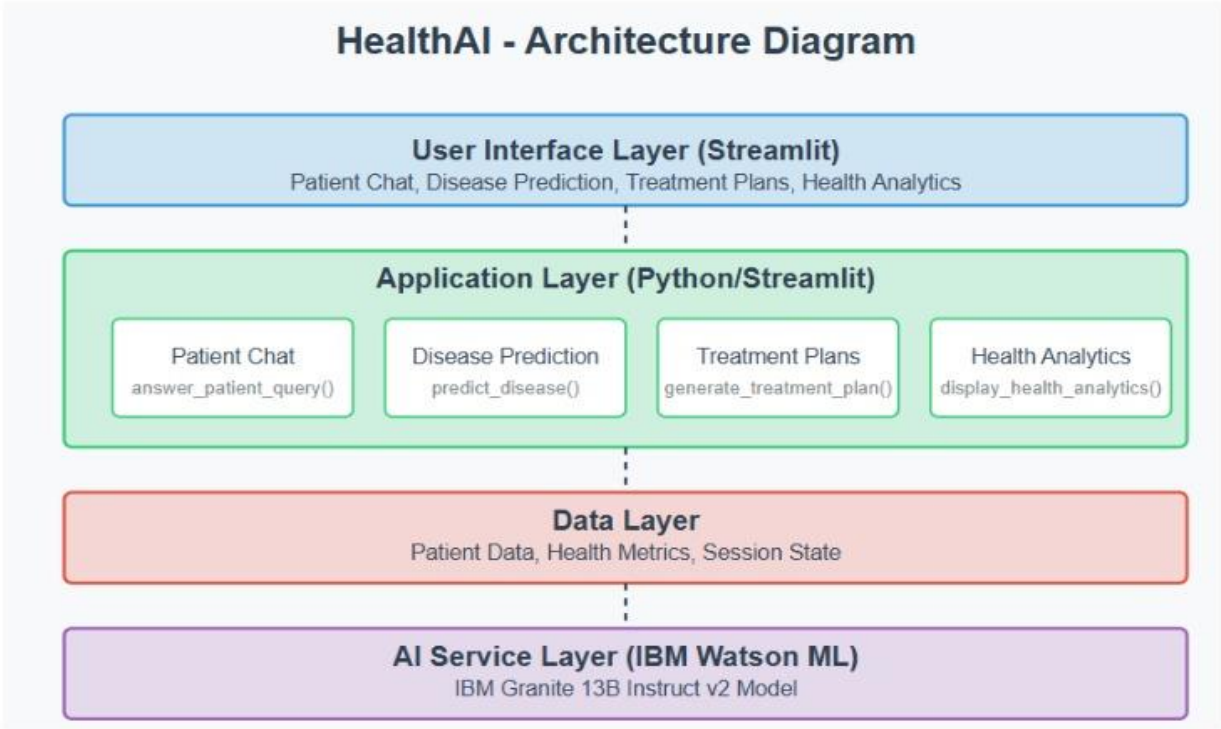 HealthAI - Architecture Diagram
User Interface Layer (Streamlit)
Patient Chat, Disease Prediction, Treatment Plans, Health Analytics
Application Layer (Python/Streamlit)
Patient Chat
answer_patient_query()
Disease Prediction
predict_disease()
Treatment Plans
generate_treatment_plan()
Health Analytics
display_health_analytics()
Data Layer
Patient Data, Health Metrics, Session State
AI Service Layer (IBM Watson ML)
IBM Granite 13B Instruct v2 Model